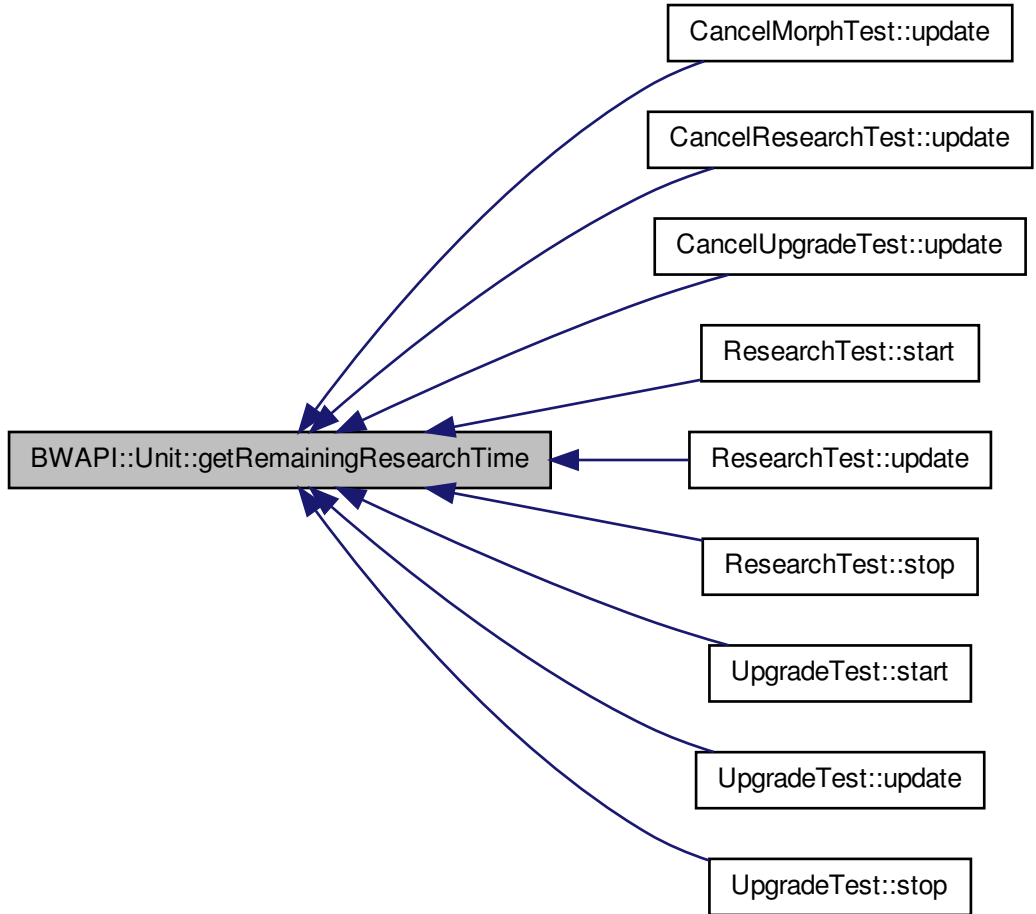 CancelMorphTest::update
CancelResearchTest::update
CancelUpgradeTest::update
ResearchTest::start
BWAPI::Unit::getRemainingResearchTime
ResearchTest::update
ResearchTest::stop
UpgradeTest::start
UpgradeTest::update
UpgradeTest::stop